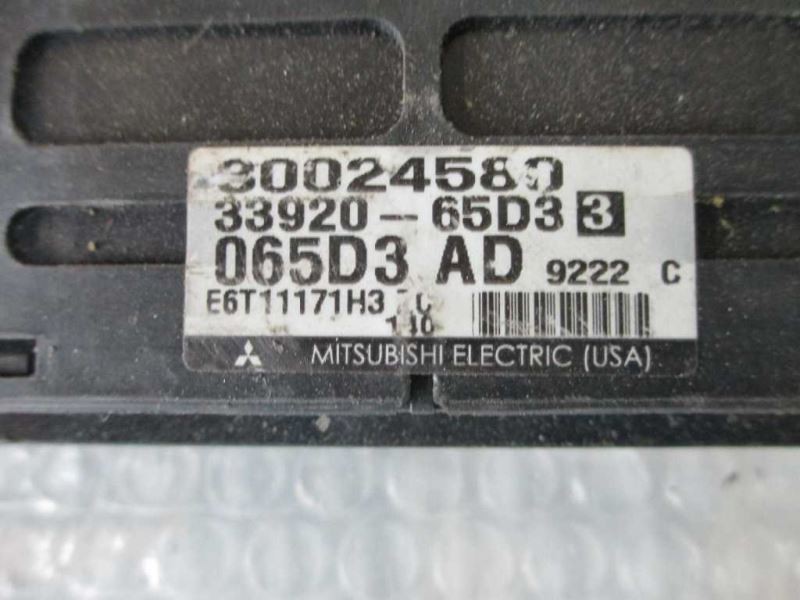 30024580
33920-65D3 3
065D3 AD 9222 C
E6T11171H3
MITSUBISHI ELECTRIC (USA)